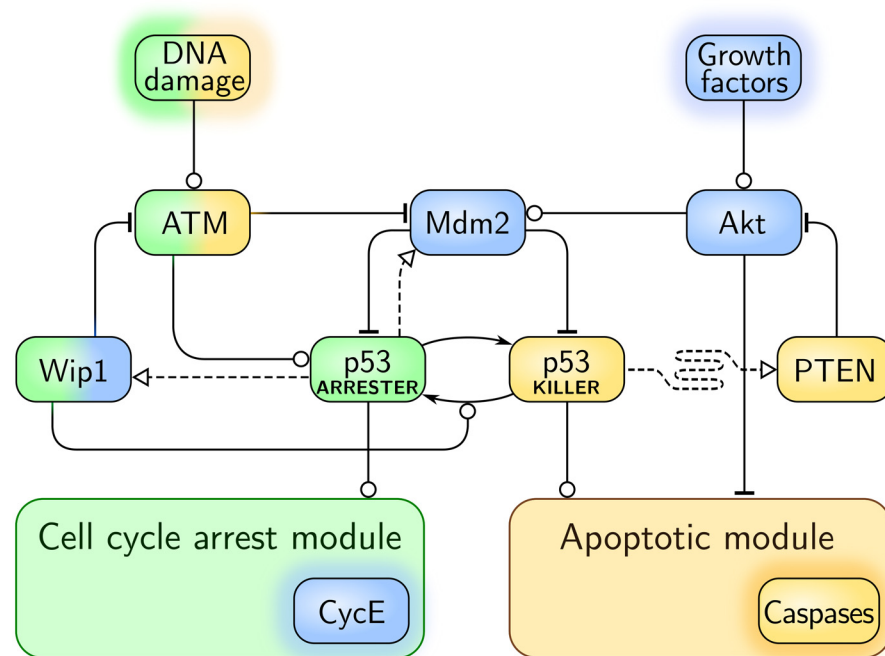 DNA
damage
Growth
factors
ATM
Mdm2
Akt
Wip1
p53
ARRESTER
p53
KILLER
PTEN
Cell cycle arrest module
Apoptotic module
CycE
Caspases